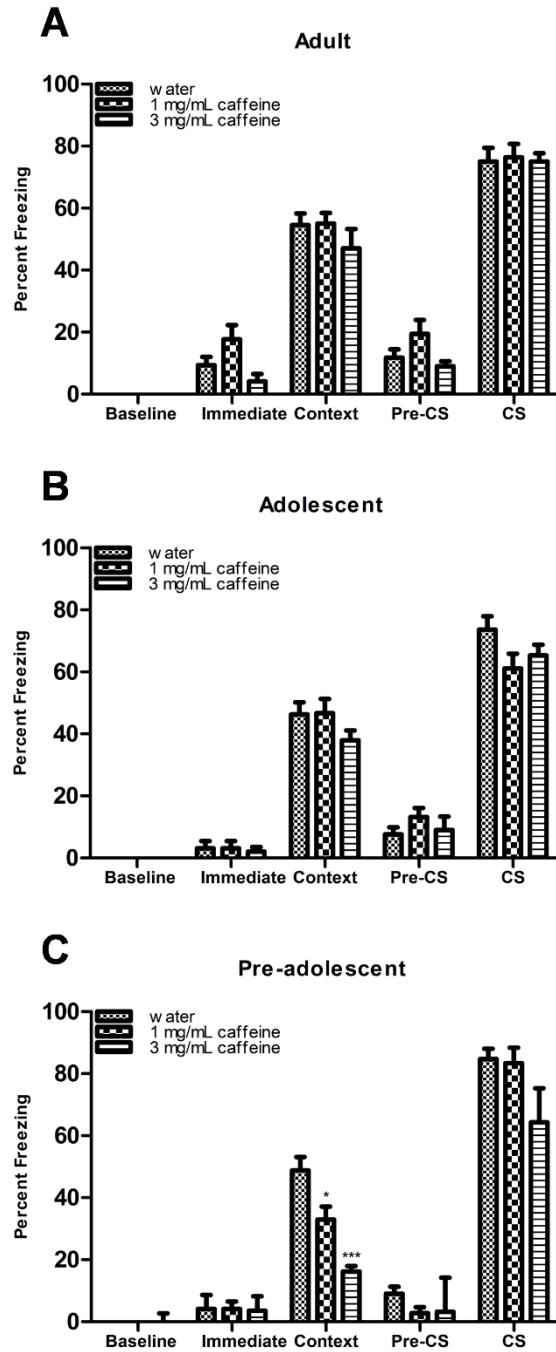 A
Adult
water
1 mg/mL caffeine
3 mg/mL caffeine
Percent Freezing
100
80
60
40
20
0
Baseline Immediate Context Pre-CS CS
B
Adolescent
water
1 mg/mL caffeine
3 mg/mL caffeine
Percent Freezing
100
80
60
40
20
0
Baseline Immediate Context Pre-CS CS
C
Pre-adolescent
water
1 mg/mL caffeine
3 mg/mL caffeine
Percent Freezing
100
80
60
40
20
0
*
***
Baseline Immediate Context Pre-CS CS